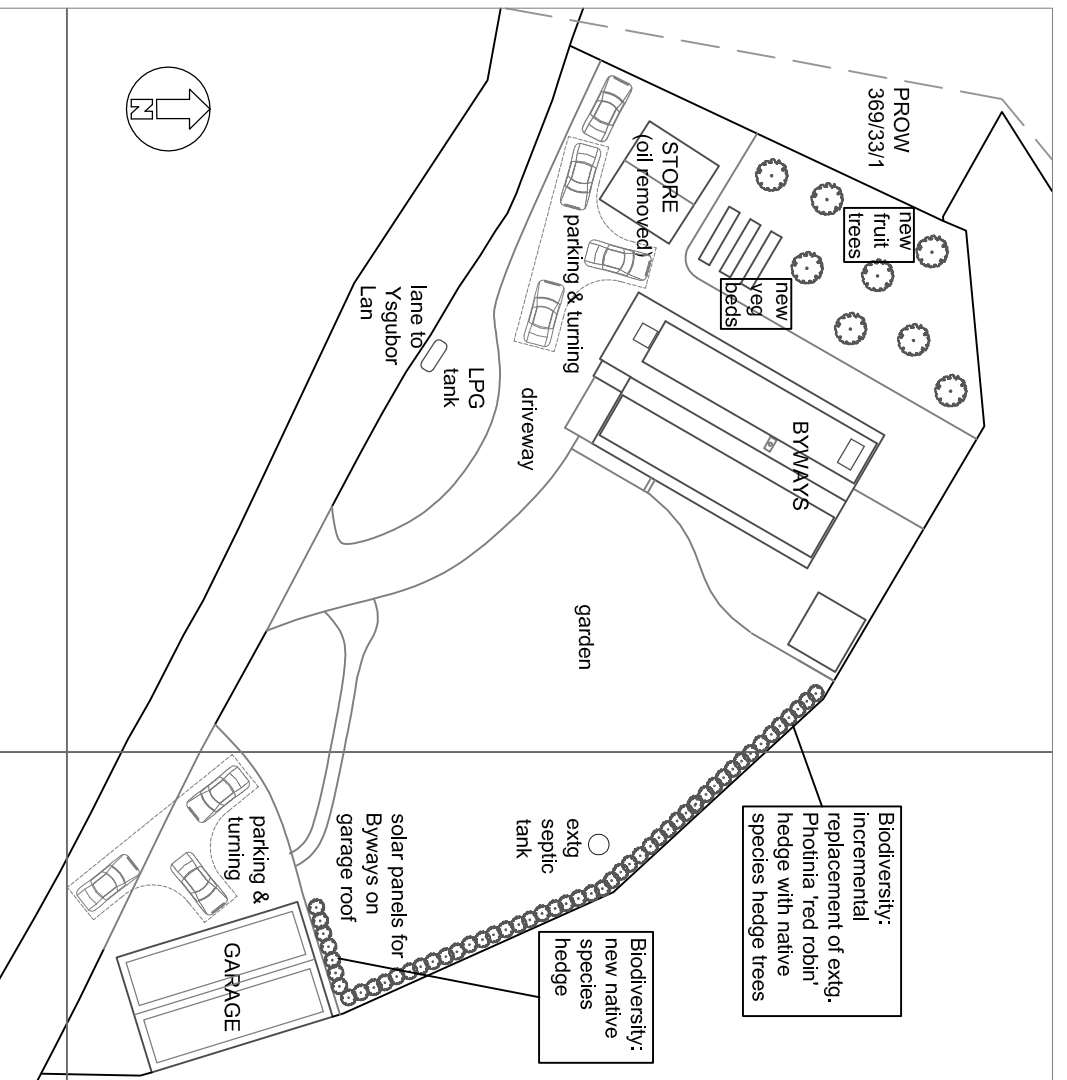 PROW
369/33/1
new
fruit
trees
new
veg
beds
STORE
(oil removed)
parking & turning
lane to
Ysgubor
Lan
LPG
tank
driveway
BYWAYS
garden
N
Biodiversity:
incremental
replacement of extg.
Photinia 'red robin'
hedge with native
species hedge trees
extg
septic
tank
solar panels for
Byways on
garage roof
parking &
turning
Biodiversity:
new native
species
hedge
GARAGE